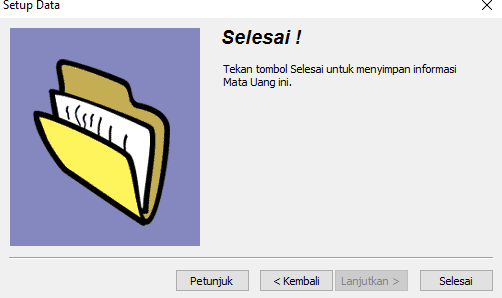 Setup Data
Selesai !
Tekan tombol Selesai untuk menyimpan informasi
Mata Uang ini.
Petunjuk
< Kembali
Lanjutkan >
Selesai